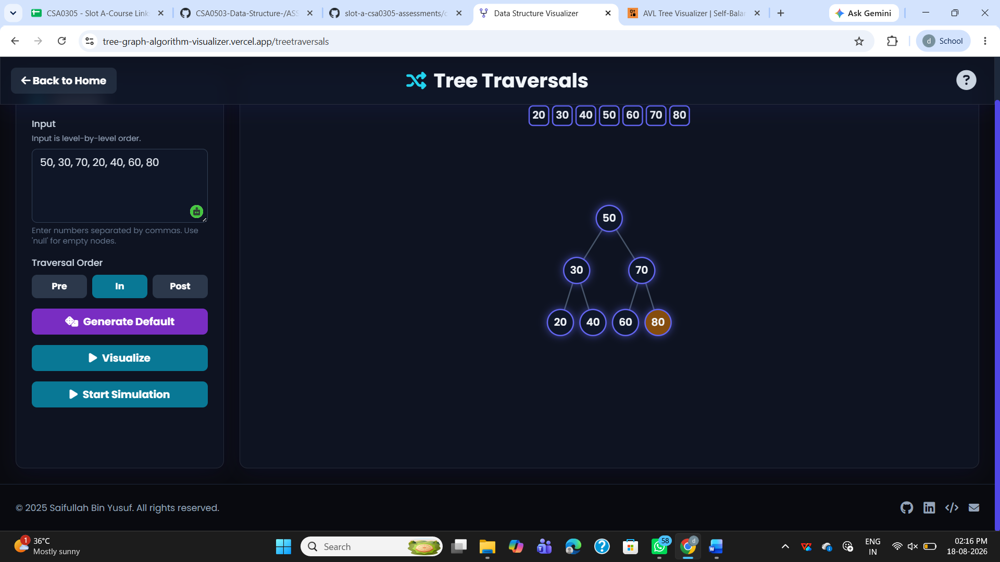 CSA0305 - Slot A-Course Link
CSA0503-Data-Structure-/ASS
slot-a-csa0305-assessments/c
Data Structure Visualizer
AVL Tree Visualizer | Self-Balan
Ask Gemini
tree-graph-algorithm-visualizer.vercel.app/treetraversals
d School
Back to Home
Tree Traversals
?
20 30 40 50 60 70 80
Input
Input is level-by-level order.
50, 30, 70, 20, 40, 60, 80
Enter numbers separated by commas. Use
'null' for empty nodes.
Traversal Order
Pre In Post
Generate Default
Visualize
Start Simulation
50
30 70
20 40 60 80
© 2025 Saifullah Bin Yusuf. All rights reserved.
1
36°C
Mostly sunny
Search
58
d
ENG
IN
02:16 PM
18-08-2026